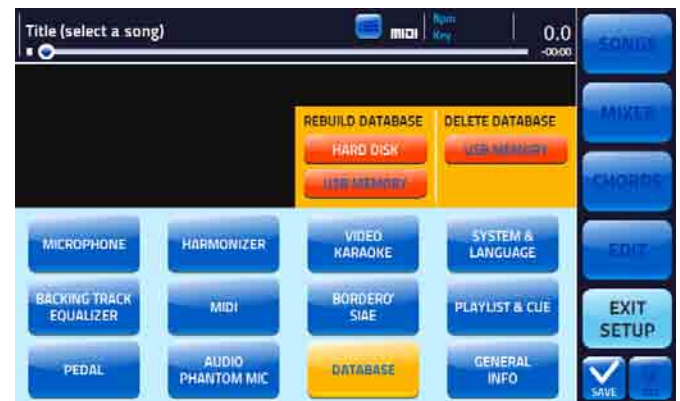 Title (select a song)
MIDI
Bpm
Key
0.0
-00:00
SONGS
REBUILD DATABASE
DELETE DATABASE
HARD DISK
USB MEMORY
USB MEMORY
MIXER
CHORDS
MICROPHONE
HARMONIZER
VIDEO
KARAOKE
SYSTEM &
LANGUAGE
EDIT
BACKING TRACK
EQUALIZER
MIDI
BORDERO'
SIAE
PLAYLIST & CUE
EXIT
SETUP
PEDAL
AUDIO
PHANTOM MIC
DATABASE
GENERAL
INFO
SAVE